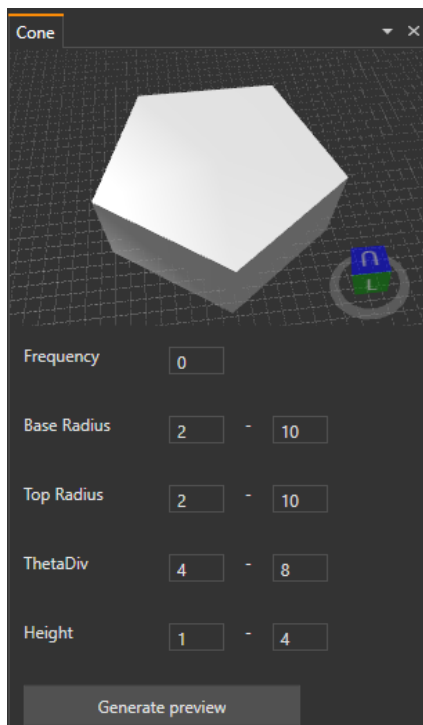 Cone
U
L
Frequency 0
Base Radius 2 - 10
Top Radius 2 - 10
ThetaDiv 4 - 8
Height 1 - 4
Generate preview